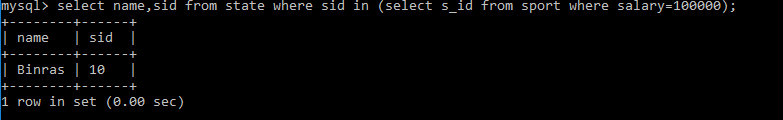 mysql> select name,sid from state where sid in (select s_id from sport where salary=100000);
+--------+------+
| name   | sid  |
+--------+------+
| Binras | 10   |
+--------+------+
1 row in set (0.00 sec)